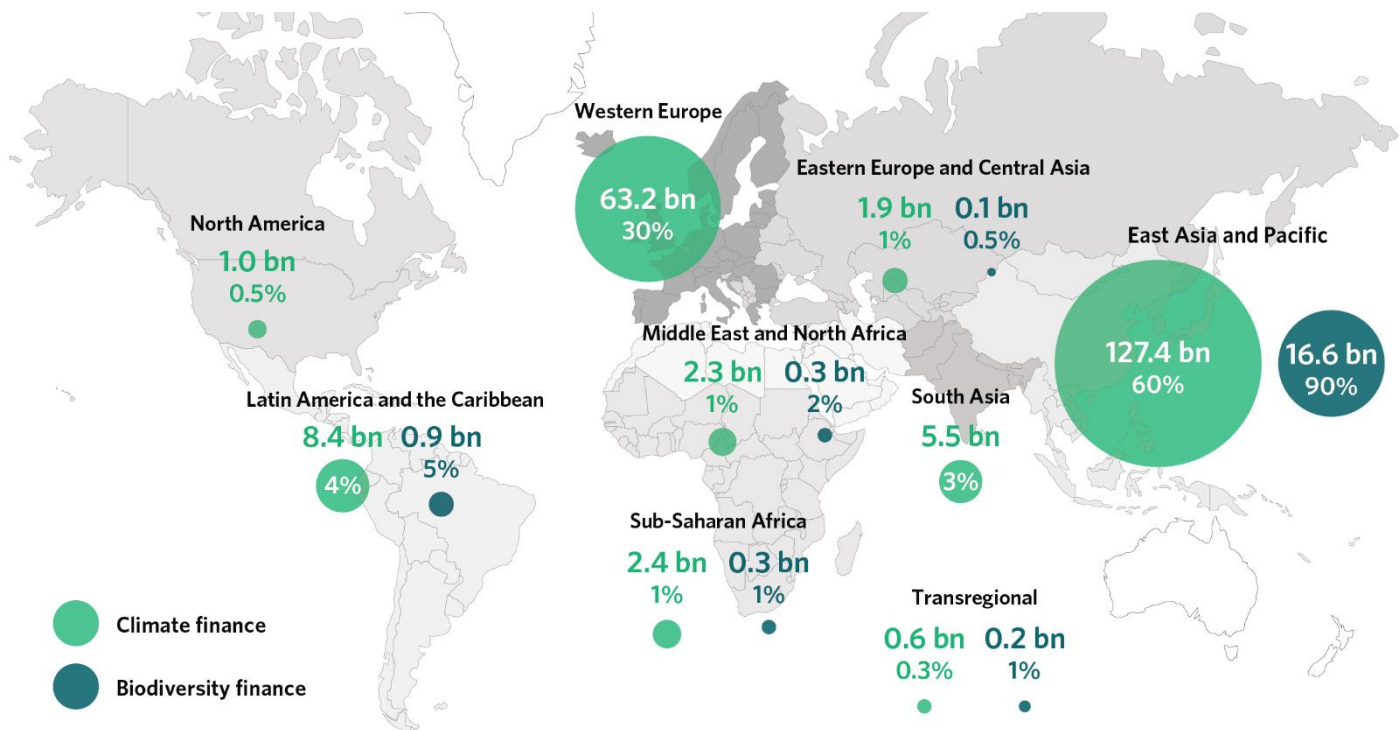 Western Europe
63.2 bn
30%
Eastern Europe and Central Asia
1.9 bn 0.1 bn
1% 0.5%
North America
1.0 bn
0.5%
East Asia and Pacific
127.4 bn
60%
16.6 bn
90%
Middle East and North Africa
2.3 bn 0.3 bn
1% 2%
South Asia
5.5 bn
3%
Latin America and the Caribbean
8.4 bn 0.9 bn
4% 5%
Sub-Saharan Africa
2.4 bn 0.3 bn
1% 1%
Transregional
0.6 bn 0.2 bn
0.3% 1%
Climate finance
Biodiversity finance